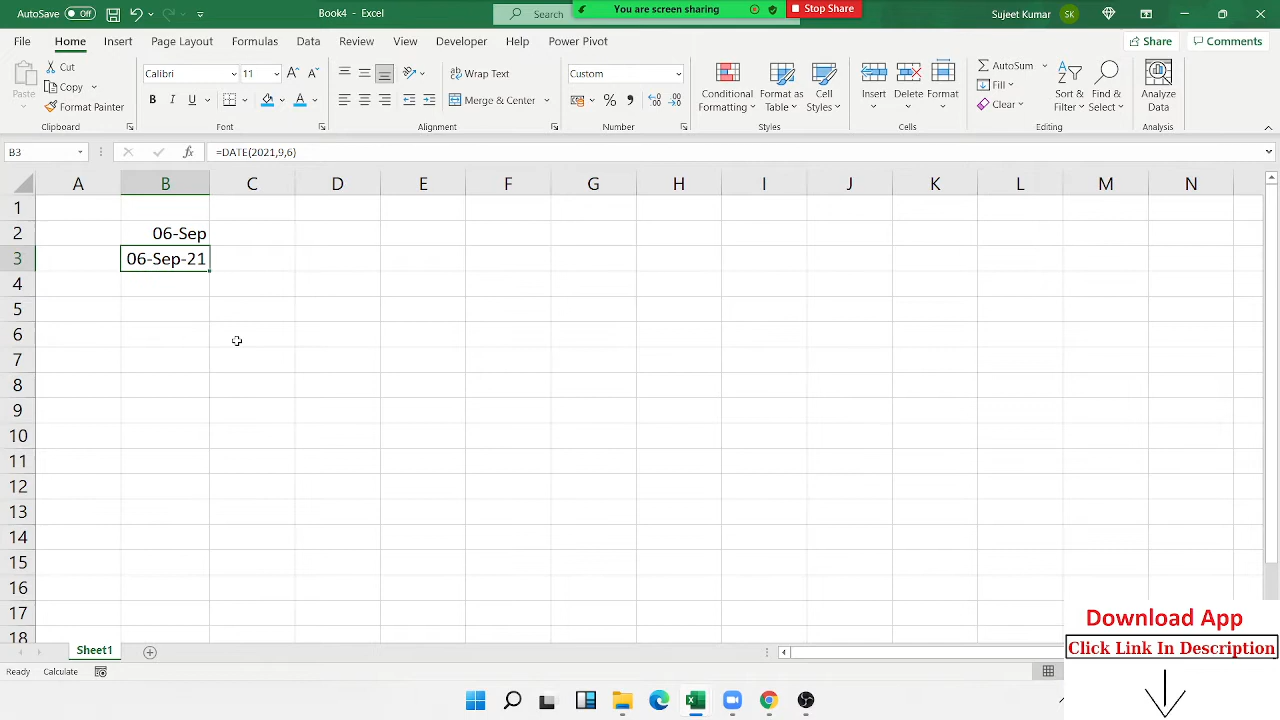 AutoSave Off Book4 - Excel Search You are screen sharing Stop Share Sujeet Kumar SK
File Home Insert Page Layout Formulas Data Review View Developer Help Power Pivot Share Comments
Paste Cut Copy Format Painter
Calibri 11
B I U A
Wrap Text
Merge & Center
Custom
% ,
Conditional Formatting Format as Table Cell Styles
Insert Delete Format
AutoSum Fill Clear
Sort & Filter Find & Select
Analyze Data
Clipboard Font Alignment Number Styles Cells Editing Analysis
B3 fx =DATE(2021,9,6)
A B C D E F G H I J K L M N
1
2 06-Sep
3 06-Sep-21
4
5
6
7
8
9
10
11
12
13
14
15
16
17
18
Download App
Click Link In Description
Sheet1
Ready Calculate